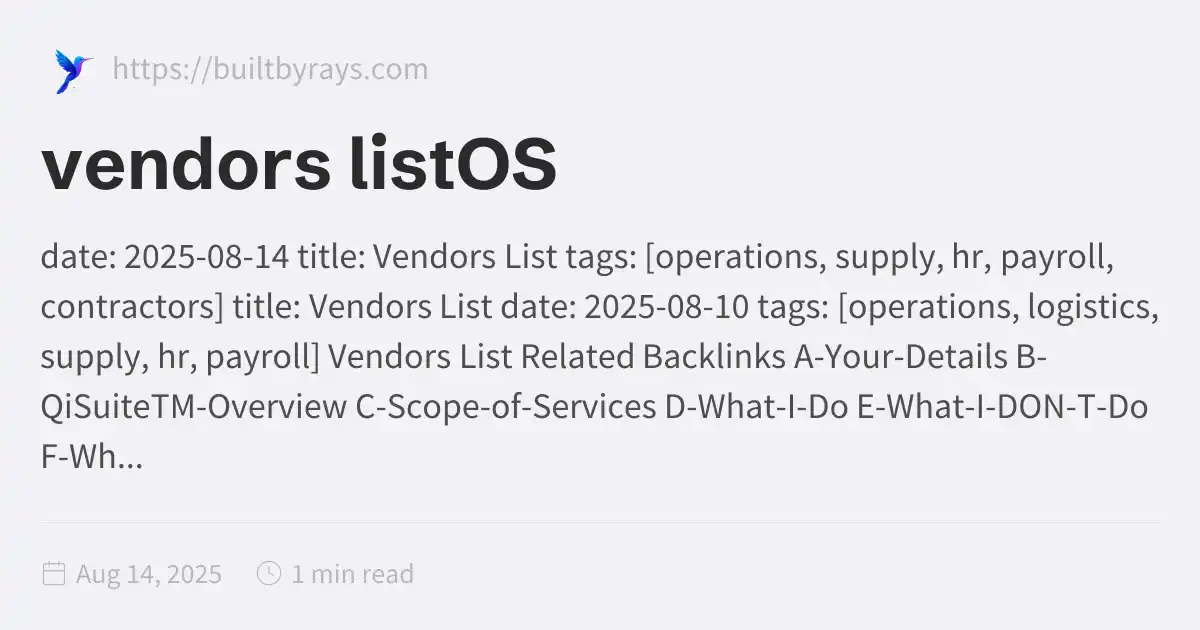 https://builtbyrays.com
vendors listOS
date: 2025-08-14 title: Vendors List tags: [operations, supply, hr, payroll,
contractors] title: Vendors List date: 2025-08-10 tags: [operations, logistics,
supply, hr, payroll] Vendors List Related Backlinks A-Your-Details B-
QiSuiteTM-Overview C-Scope-of-Services D-What-I-Do E-What-I-DON-T-Do
F-Wh...
Aug 14, 2025 1 min read